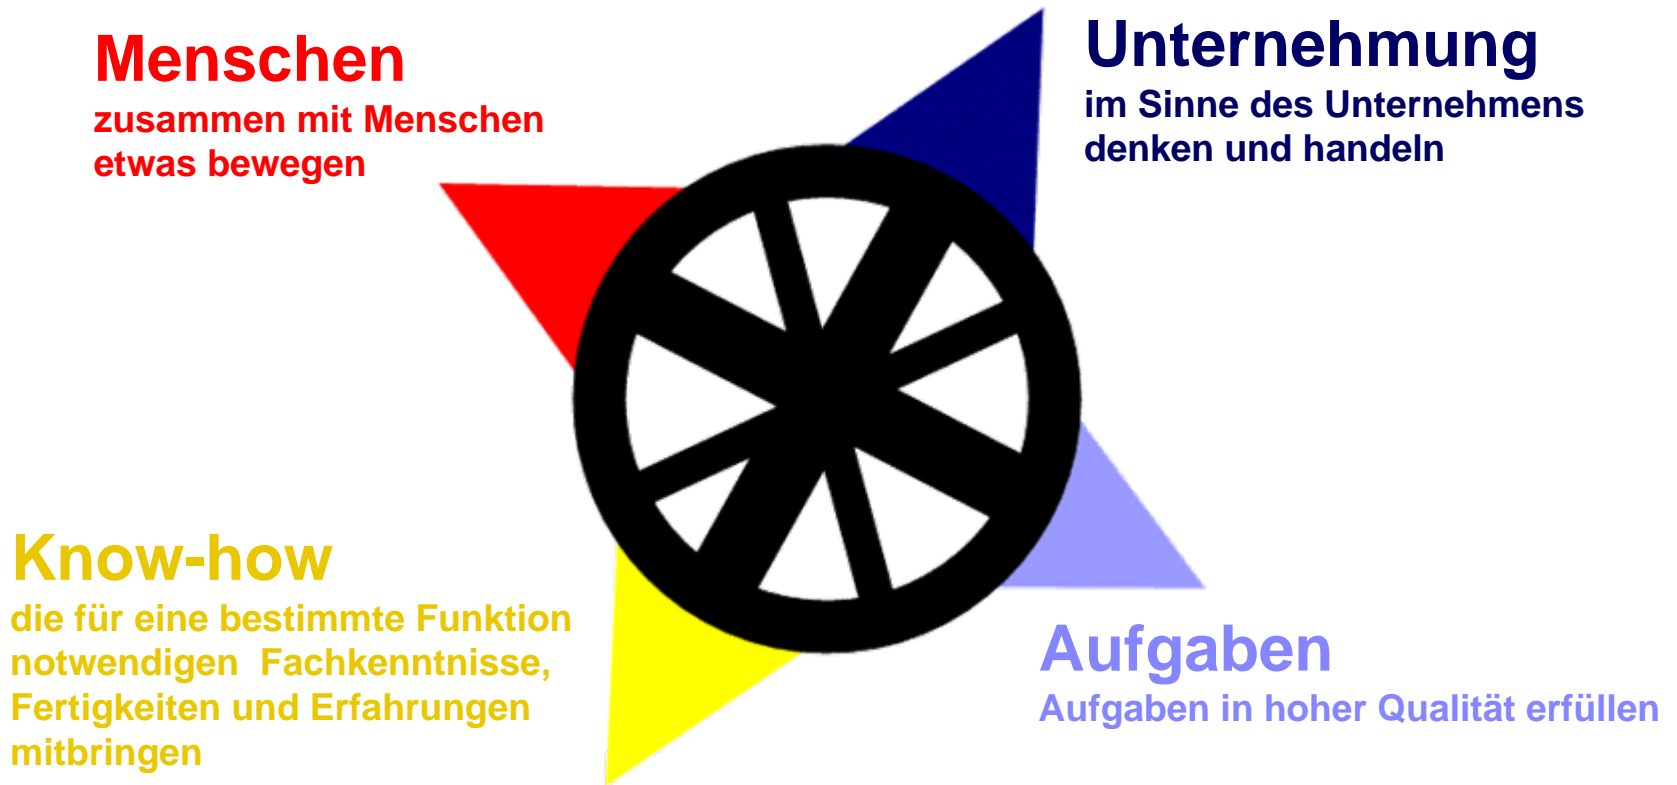 Menschen
zusammen mit Menschen
etwas bewegen
Unternehmung
im Sinne des Unternehmens
denken und handeln
Know-how
die für eine bestimmte Funktion
notwendigen  Fachkenntnisse,
Fertigkeiten und Erfahrungen
mitbringen
Aufgaben
Aufgaben in hoher Qualität erfüllen